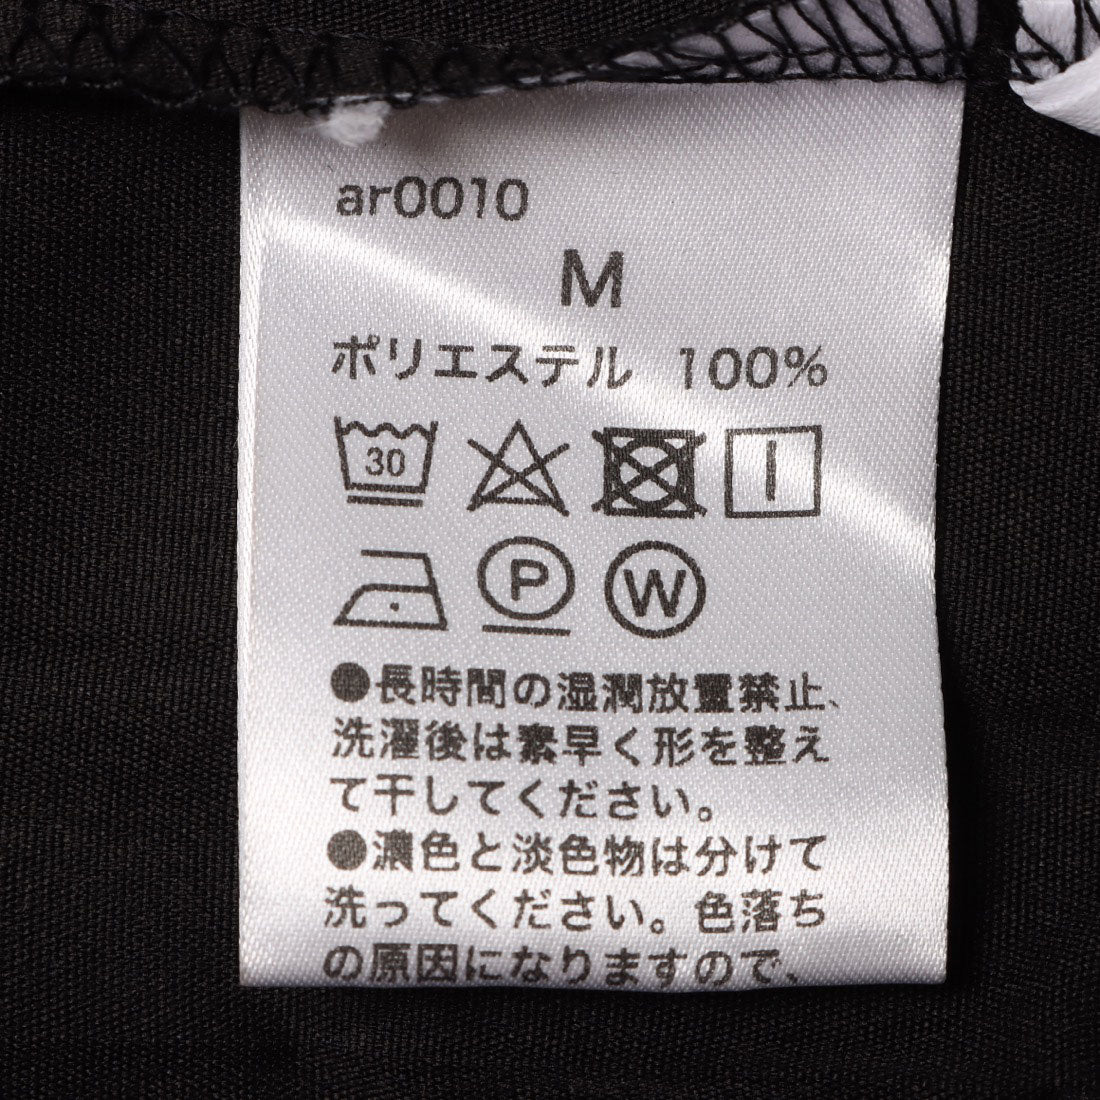 ar0010
M
ポリエステル 100%
30
P W
●長時間の湿潤放置禁止、
洗濯後は素早く形を整え
て干してください。
●濃色と淡色物は分けて
洗ってください。色落ち
の原因になりますので、